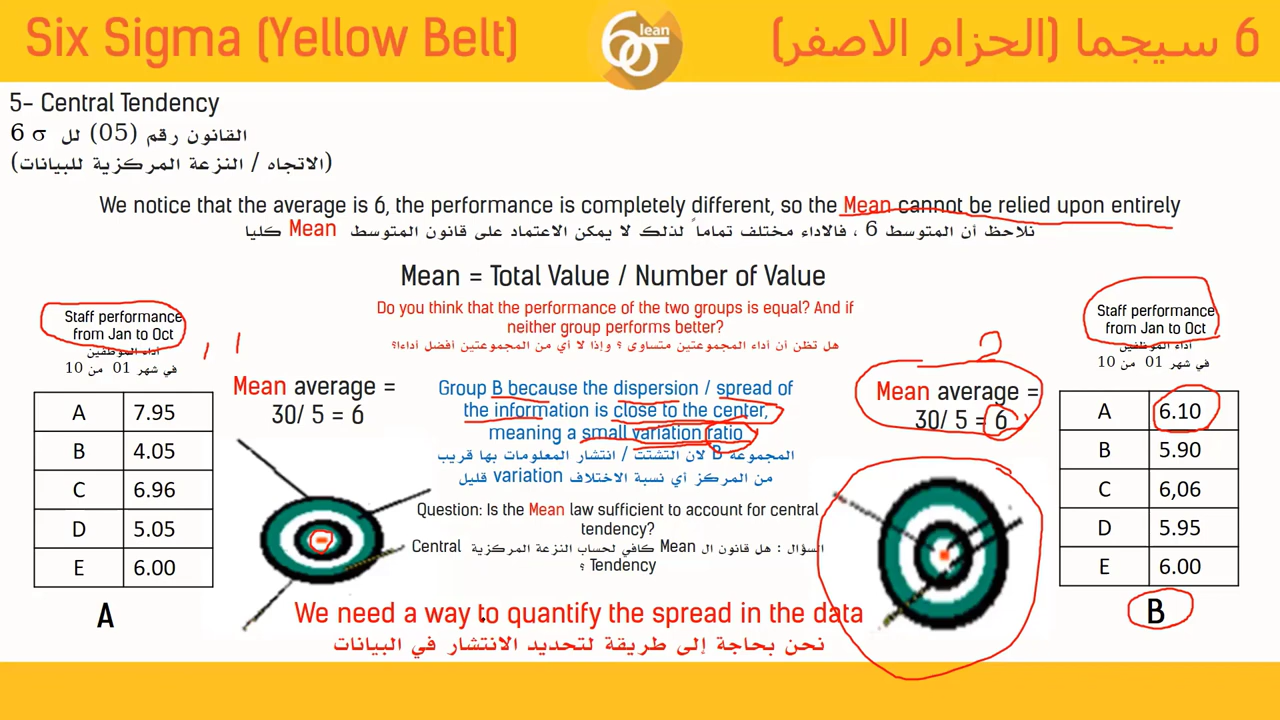 Six Sigma (Yellow Belt)
lean
6σ
6 سيجما (الحزام الاصفر)
5- Central Tendency
القانون رقم (05) لل 6 σ
(الاتجاه / النزعة المركزية للبيانات)
We notice that the average is 6, the performance is completely different, so the Mean cannot be relied upon entirely
نلاحظ أن المتوسط 6 ، فالاداء مختلف تماماً لذلك لا يمكن الاعتماد على قانون المتوسط Mean كليا
Mean = Total Value / Number of Value
Do you think that the performance of the two groups is equal? And if
neither group performs better?
هل تظن أن أداء المجموعتين متساوى ؟ وإذا لا أي من المجموعتين أفضل أداءا؟
Staff performance
from Jan to Oct
أداء الموظفين
في شهر 01 من 10
1
Mean average =
30/ 5 = 6
A 7.95
B 4.05
C 6.96
D 5.05
E 6.00
A
Group B because the dispersion / spread of
the information is close to the center,
meaning a small variation ratio
المجموعة B لان التشتت / انتشار المعلومات بها قريب
من المركز أي نسبة الاختلاف variation قليل
Question: Is the Mean law sufficient to account for central
tendency?
السؤال : هل قانون ال Mean كافي لحساب النزعة المركزية Central
Tendency ؟
We need a way to quantify the spread in the data
نحن بحاجة إلى طريقة لتحديد الانتشار في البيانات
2
Mean average =
30/ 5 = 6
Staff performance
from Jan to Oct
أداء الموظفين
في شهر 01 من 10
A 6.10
B 5.90
C 6,06
D 5.95
E 6.00
B